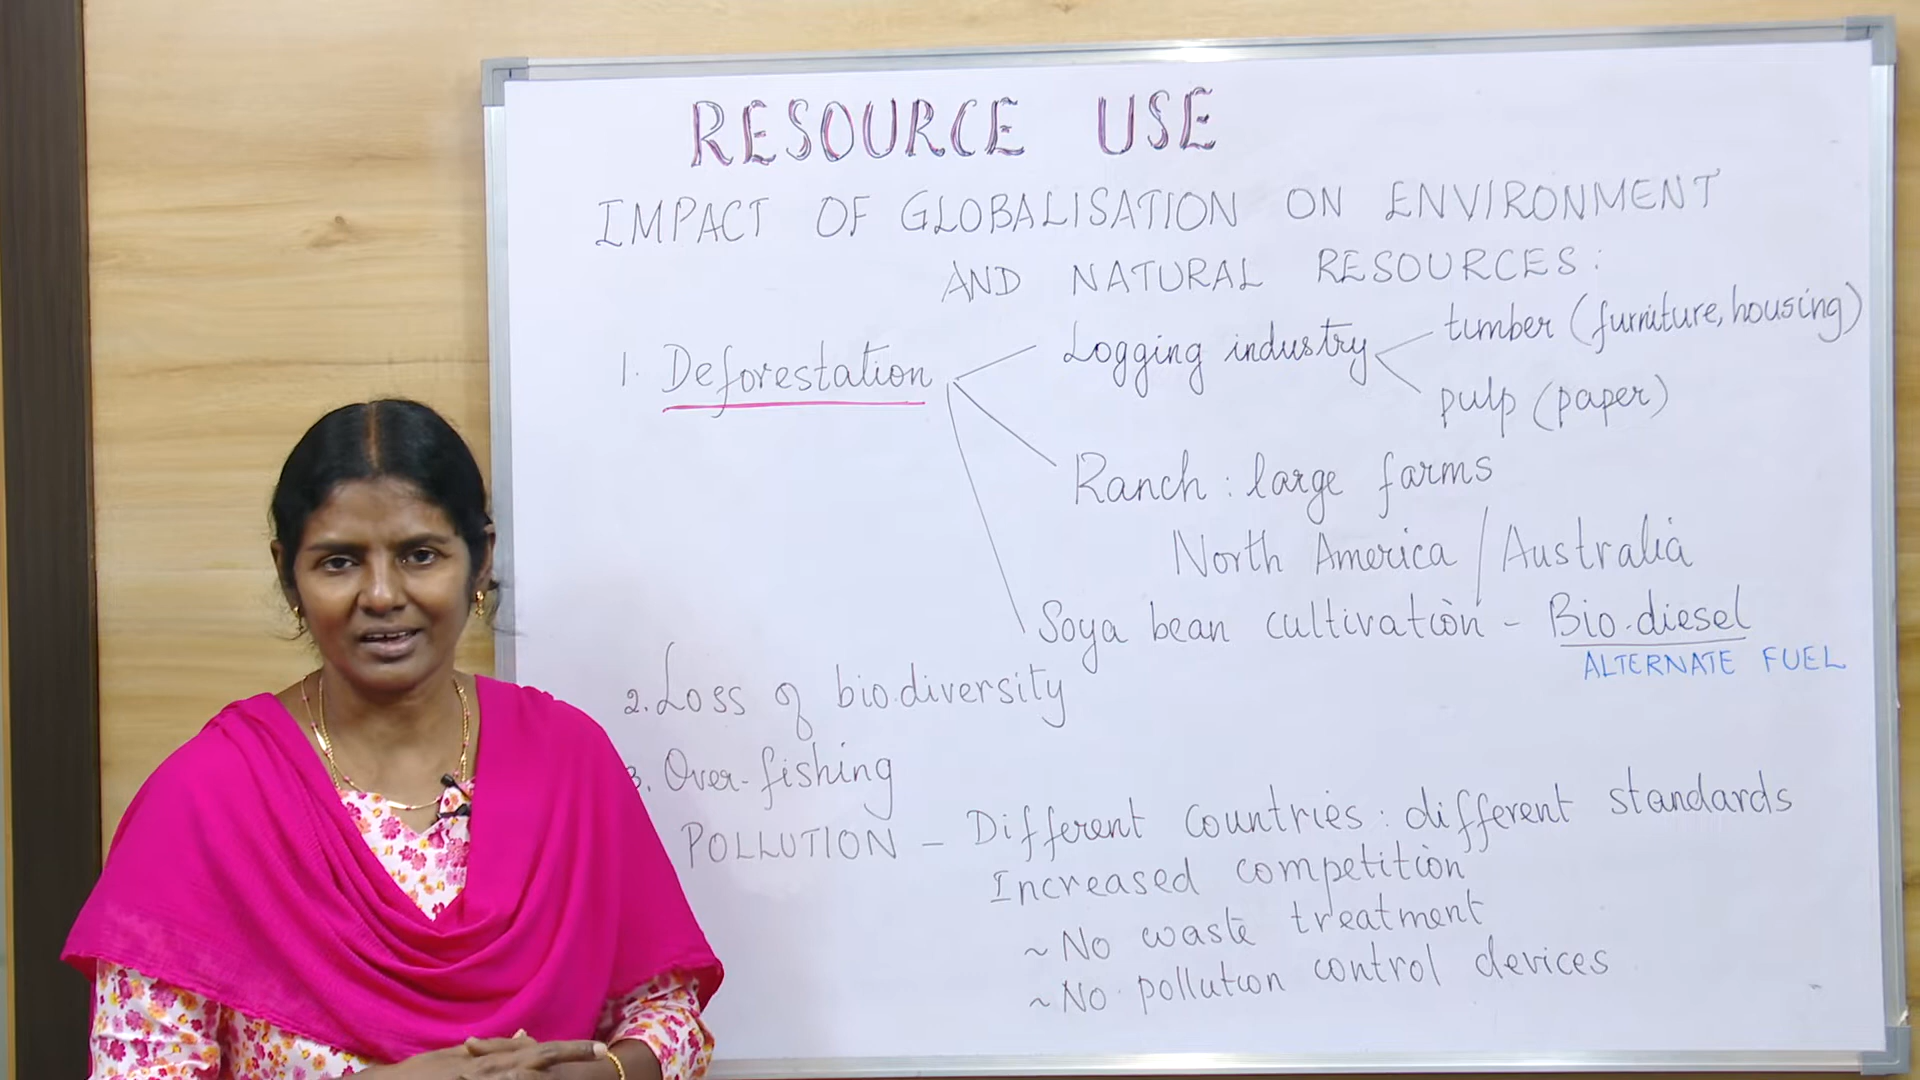 RESOURCE USE
IMPACT OF GLOBALISATION ON ENVIRONMENT
AND NATURAL RESOURCES:
1. Deforestation
Logging industry
timber (furniture, housing)
pulp (paper)
Ranch: large farms
North America / Australia
Soya bean cultivation - Bio-diesel
ALTERNATE FUEL
2. Loss of bio.diversity
3. Over-fishing
POLLUTION - Different countries: different standards
Increased competition
~ No waste treatment
~ No pollution control devices